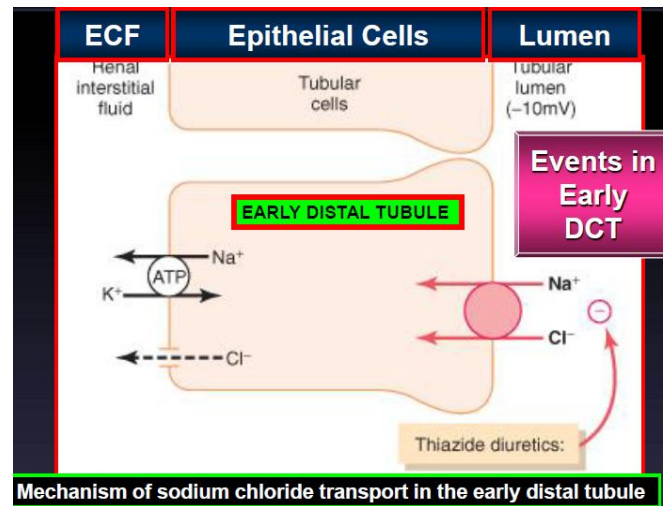 ECF
Epithelial Cells
Lumen
Renal
interstitial
fluid
Tubular
cells
Tubular
lumen
(–10mV)
Events in
Early
DCT
EARLY DISTAL TUBULE
Na⁺
ATP
K⁺
Cl⁻
Na⁺
Cl⁻
Thiazide diuretics:
Mechanism of sodium chloride transport in the early distal tubule